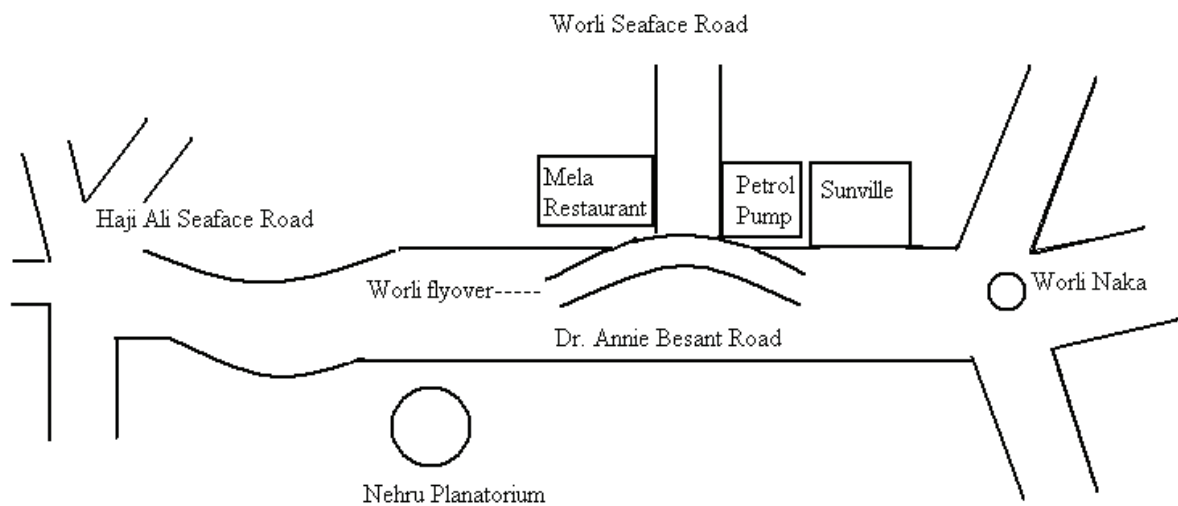 Worli Seaface Road
Mela
Restaurant
Petrol
Pump
Sunville
Haji Ali Seaface Road
Worli flyover-----
Worli Naka
Dr. Annie Besant Road
Nehru Planatorium